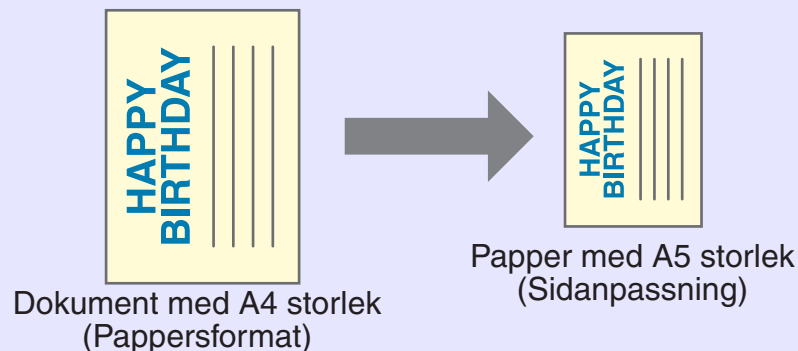 HAPPY
BIRTHDAY
Dokument med A4 storlek
(Pappersformat)
HAPPY
BIRTHDAY
Papper med A5 storlek
(Sidanpassning)